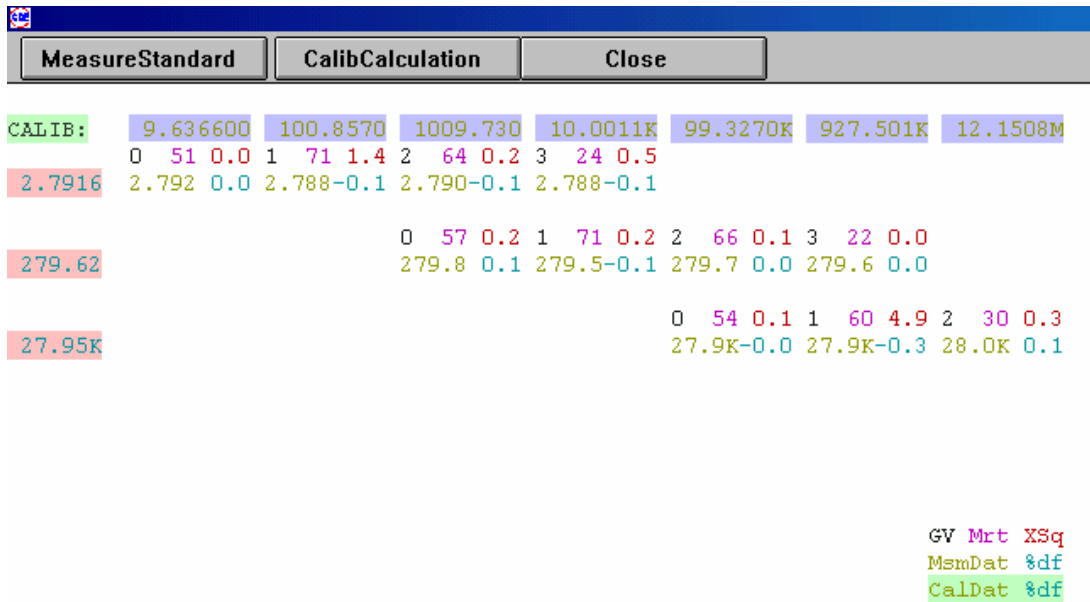 MeasureStandard CalibCalculation Close
CALIB: 9.636600 100.8570 1009.730 10.0011K 99.3270K 927.501K 12.1508M
0 51 0.0 1 71 1.4 2 64 0.2 3 24 0.5
2.7916 2.792 0.0 2.788-0.1 2.790-0.1 2.788-0.1
0 57 0.2 1 71 0.2 2 66 0.1 3 22 0.0
279.62 279.8 0.1 279.5-0.1 279.7 0.0 279.6 0.0
0 54 0.1 1 60 4.9 2 30 0.3
27.95K 27.9K-0.0 27.9K-0.3 28.0K 0.1
GV Mrt XSq
MsmDat %df
CalDat %df